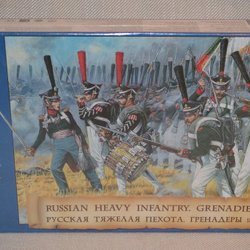 RUSSIAN HEAVY INFANTRY. GRENADIE
РУССКАЯ ТЯЖЕЛАЯ ПЕХОТА. ГРЕНАДЕРЫ